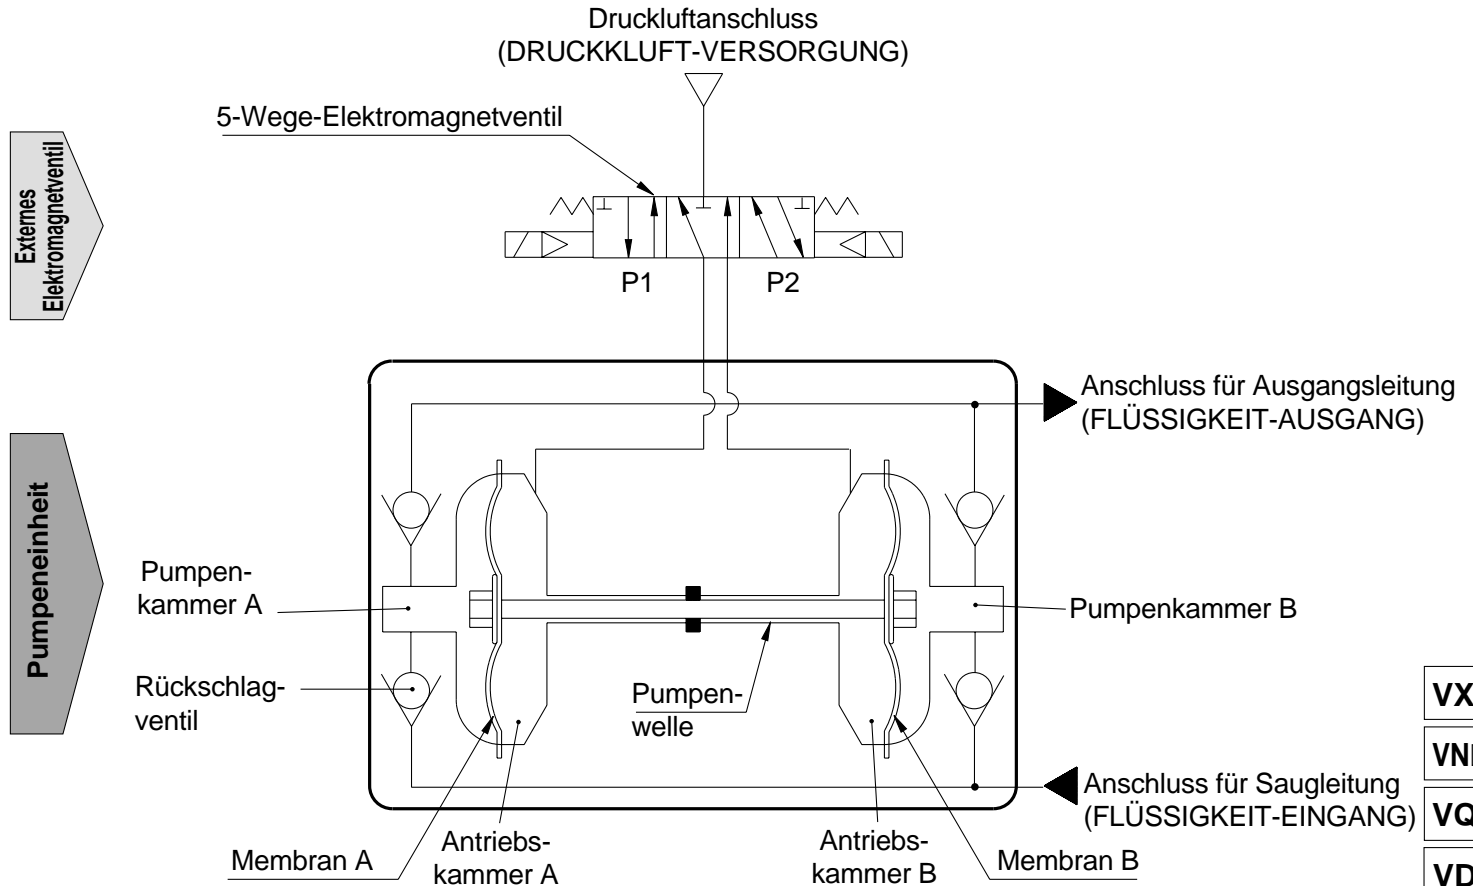 Druckluftanschluss
(DRUCKKLUFT-VERSORGUNG)
5-Wege-Elektromagnetventil
Externes
Elektromagnetventil
P1
P2
Anschluss für Ausgangsleitung
(FLÜSSIGKEIT-AUSGANG)
Pumpeneinheit
Pumpen-
kammer A
Pumpenkammer B
Rückschlag-
ventil
Pumpen-
welle
Anschluss für Saugleitung
(FLÜSSIGKEIT-EINGANG)
Membran A
Antriebs-
kammer A
Antriebs-
kammer B
Membran B
VX
VN
VQ
VD